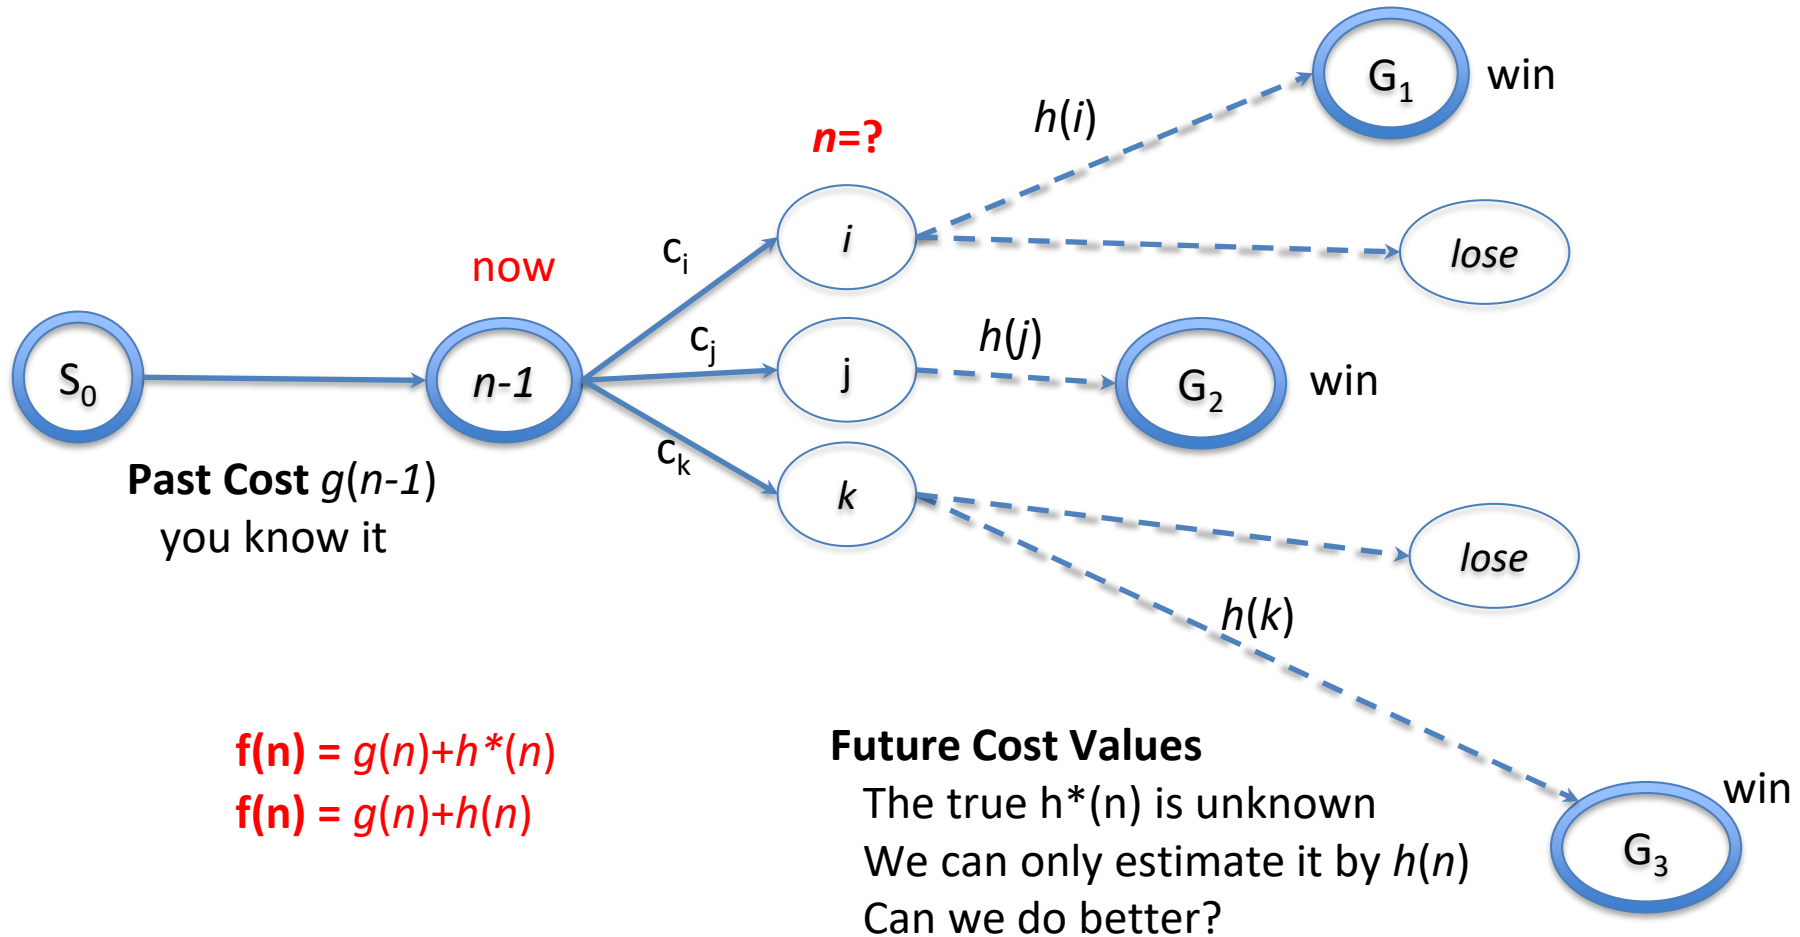 G₁
win
h(i)
n=?
i
cᵢ
lose
now
cⱼ
h(j)
S₀
n-1
j
G₂
win
cₖ
Past Cost g(n-1)
you know it
k
lose
h(k)
f(n) = g(n)+h*(n)
f(n) = g(n)+h(n)
Future Cost Values
The true h*(n) is unknown
We can only estimate it by h(n)
Can we do better?
win
G₃